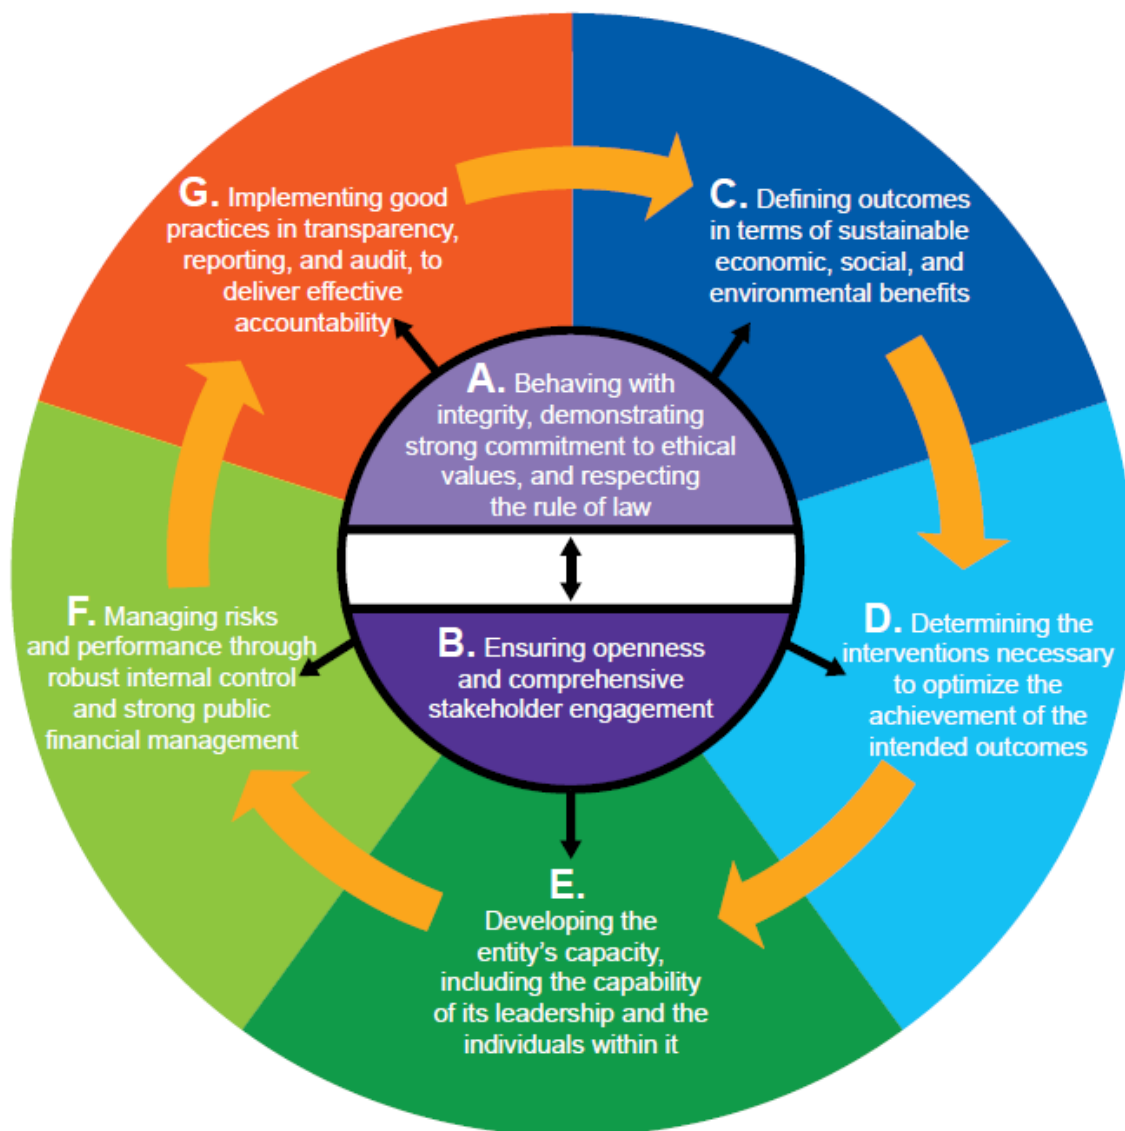 G. Implementing good
practices in transparency,
reporting, and audit, to
deliver effective
accountability
C. Defining outcomes
in terms of sustainable
economic, social, and
environmental benefits
A. Behaving with
integrity, demonstrating
strong commitment to ethical
values, and respecting
the rule of law
F. Managing risks
and performance through
robust internal control
and strong public
financial management
B. Ensuring openness
and comprehensive
stakeholder engagement
D. Determining the
interventions necessary
to optimize the
achievement of the
intended outcomes
E.
Developing the
entity's capacity,
including the capability
of its leadership and the
individuals within it